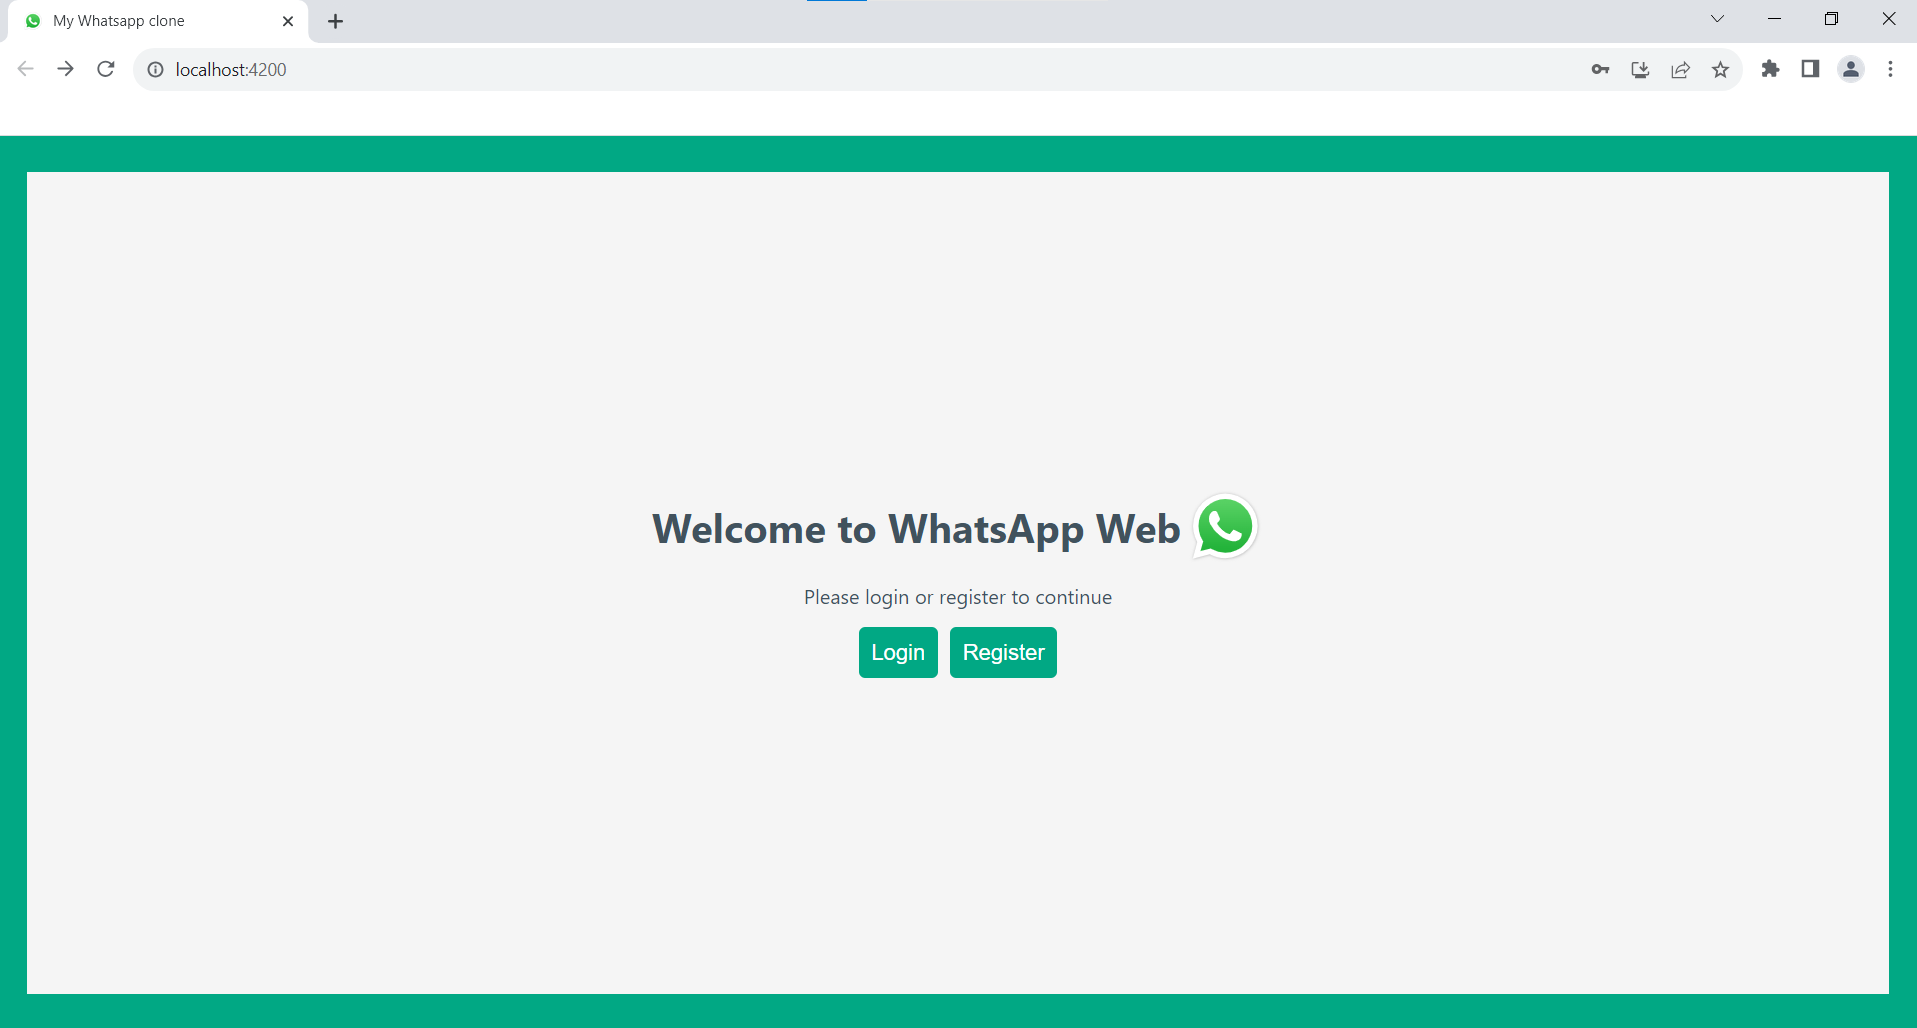 My Whatsapp clone
localhost:4200
Welcome to WhatsApp Web
Please login or register to continue
Login Register